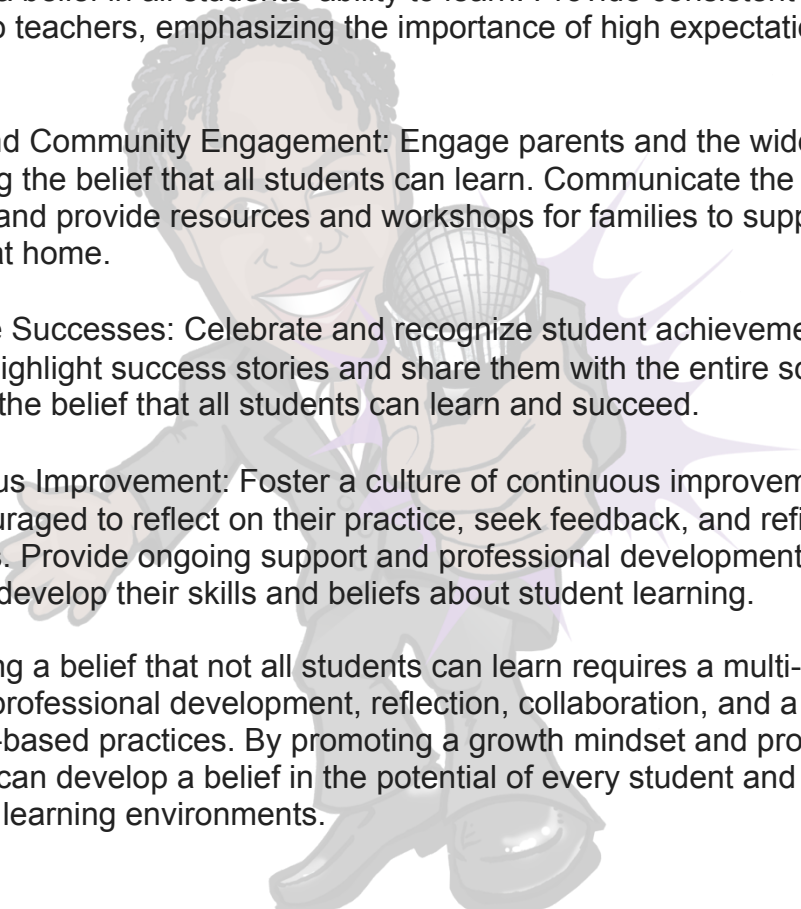 a belief in all students' ability to learn. Provide consistent
o teachers, emphasizing the importance of high expectatio
nd Community Engagement: Engage parents and the wide
g the belief that all students can learn. Communicate the
and provide resources and workshops for families to supp
at home.
e Successes: Celebrate and recognize student achieveme
ighlight success stories and share them with the entire sc
the belief that all students can learn and succeed.
us Improvement: Foster a culture of continuous improvem
uraged to reflect on their practice, seek feedback, and refi
s. Provide ongoing support and professional development
develop their skills and beliefs about student learning.
ng a belief that not all students can learn requires a multi-
professional development, reflection, collaboration, and a
-based practices. By promoting a growth mindset and pro
can develop a belief in the potential of every student and
learning environments.